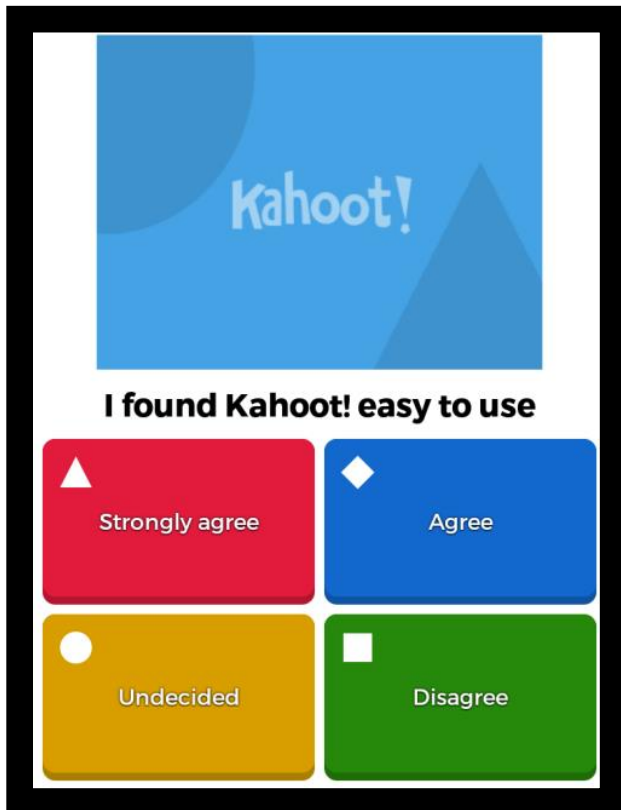 Kahoot!
I found Kahoot! easy to use
Strongly agree
Agree
Undecided
Disagree